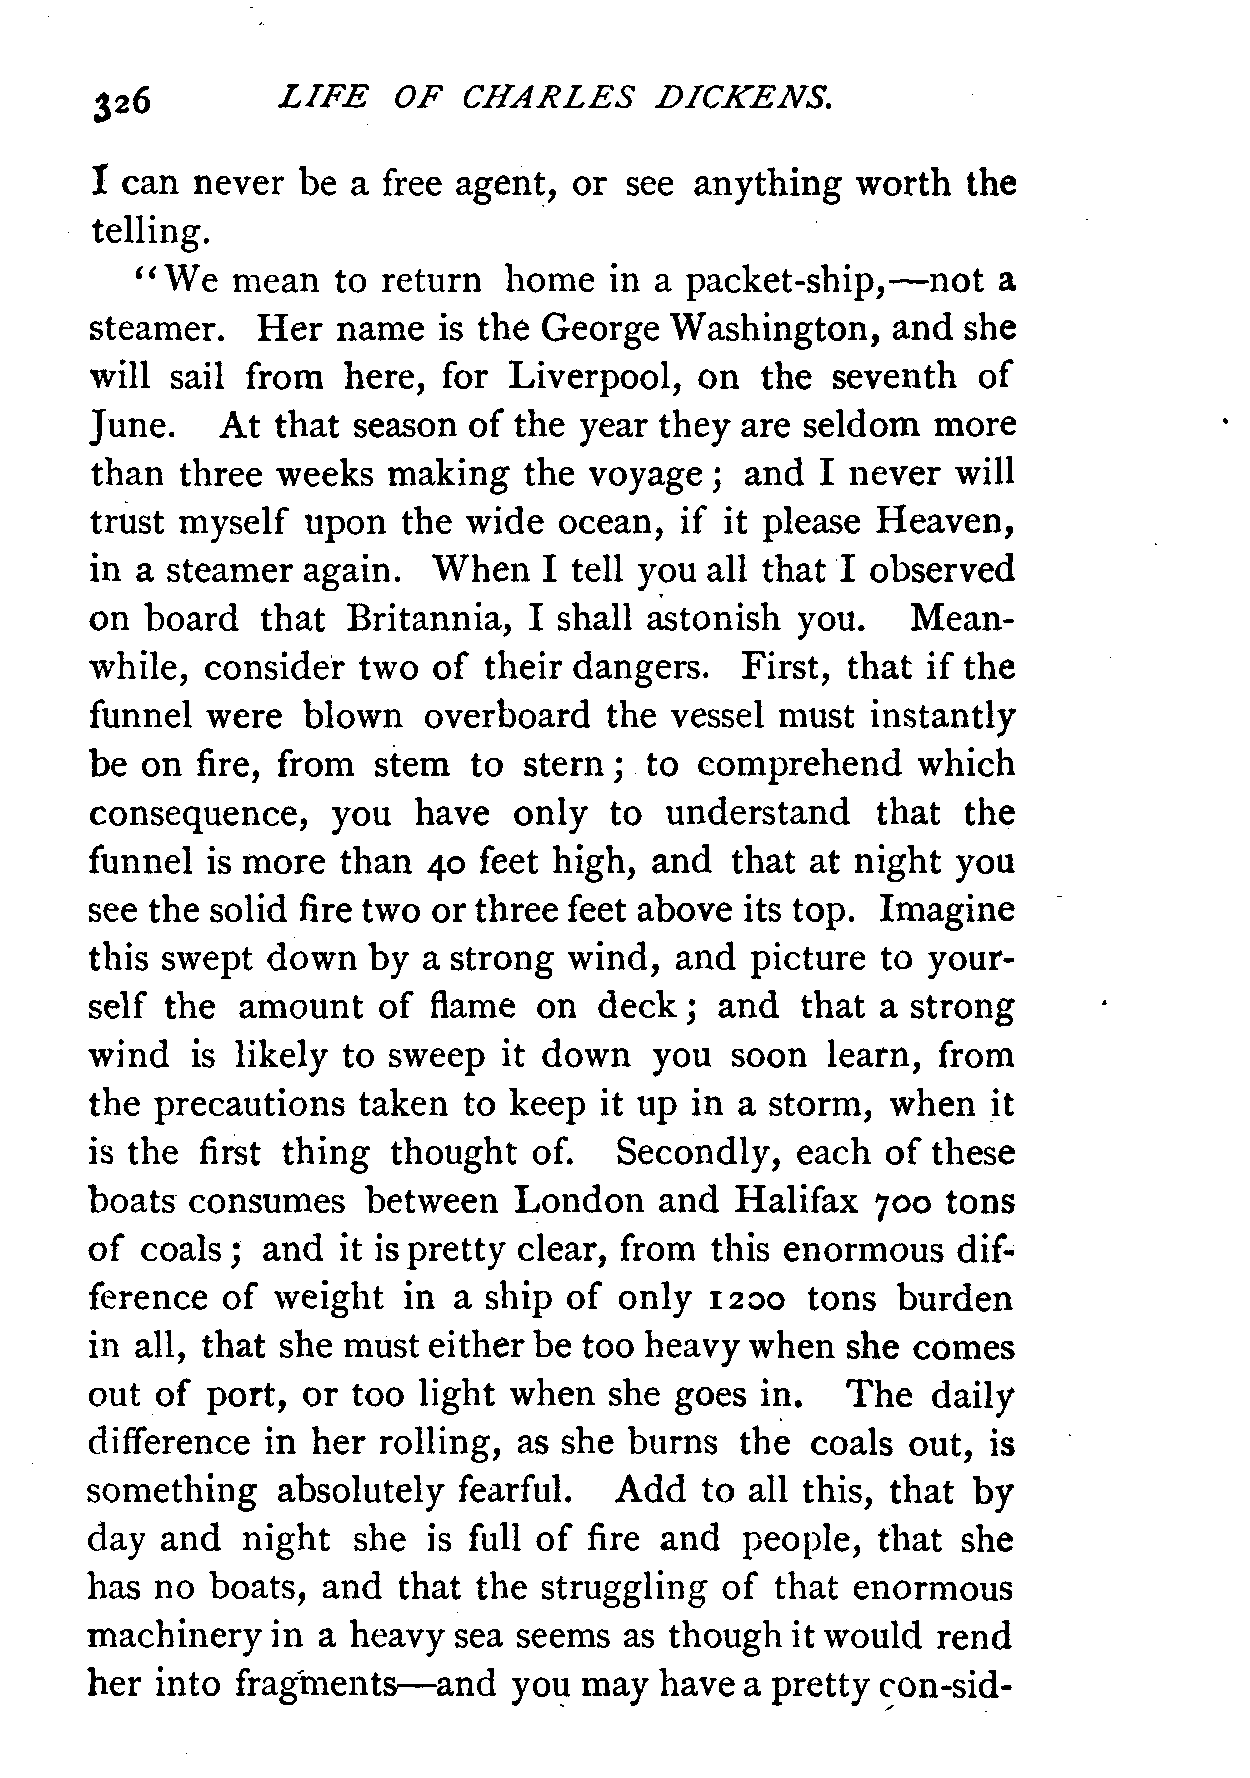 326 LIFE OF CHARLES DICKENS.
I can never be a free agent, or see anything worth the
telling.
“We mean to return home in a packet-ship,—not a
steamer. Her name is the George Washington, and she
will sail from here, for Liverpool, on the seventh of
June. At that season of the year they are seldom more
than three weeks making the voyage ; and I never will
trust myself upon the wide ocean, if it please Heaven,
in a steamer again. When I tell you all that I observed
on board that Britannia, I shall astonish you. Mean-
while, consider two of their dangers. First, that if the
funnel were blown overboard the vessel must instantly
be on fire, from stem to stern ; to comprehend which
consequence, you have only to understand that the
funnel is more than 40 feet high, and that at night you
see the solid fire two or three feet above its top. Imagine
this swept down by a strong wind, and picture to your-
self the amount of flame on deck ; and that a strong
wind is likely to sweep it down you soon learn, from
the precautions taken to keep it up in a storm, when it
is the first thing thought of. Secondly, each of these
boats consumes between London and Halifax 700 tons
of coals ; and it is pretty clear, from this enormous dif-
ference of weight in a ship of only 1200 tons burden
in all, that she must either be too heavy when she comes
out of port, or too light when she goes in. The daily
difference in her rolling, as she burns the coals out, is
something absolutely fearful. Add to all this, that by
day and night she is full of fire and people, that she
has no boats, and that the struggling of that enormous
machinery in a heavy sea seems as though it would rend
her into fragments—and you may have a pretty con-sid-